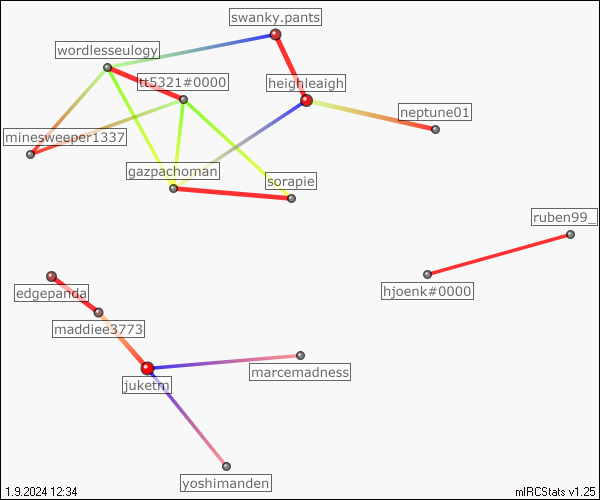 swanky.pants
wordlesseulogy
tt5321#0000
heighleaigh
neptune01
minesweeper1337
gazpachoman
sorapie
ruben99_
edgepanda
hjoenk#0000
maddiee3773
marcemadness
juketm
yoshimanden
1.9.2024 12:34
mIRCStats v1.25